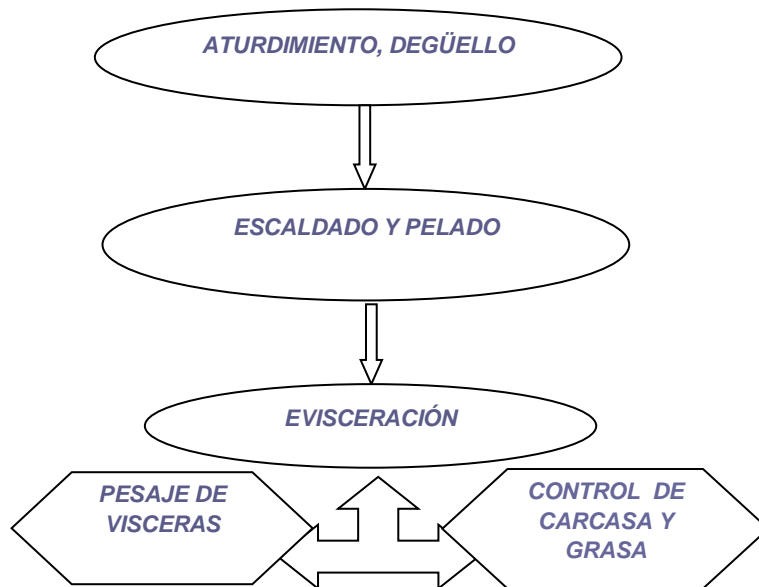 ATURDIMIENTO, DEGÜELLO
ESCALDADO Y PELADO
EVISCERACIÓN
PESAJE DE
VISCERAS
CONTROL DE
CARCASA Y
GRASA